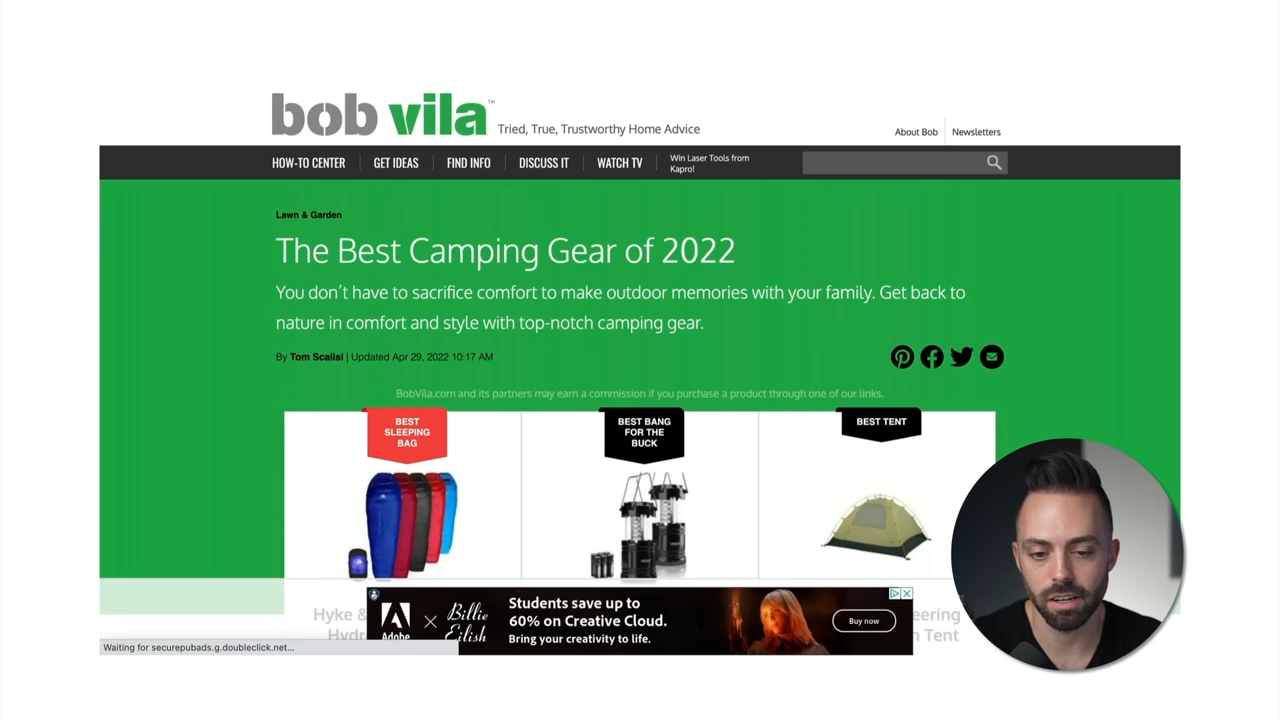 bob vila™
Tried, True, Trustworthy Home Advice
About Bob
Newsletters
HOW-TO CENTER
GET IDEAS
FIND INFO
DISCUSS IT
WATCH TV
Win Laser Tools from
Kapro!
Lawn & Garden
The Best Camping Gear of 2022
You don't have to sacrifice comfort to make outdoor memories with your family. Get back to
nature in comfort and style with top-notch camping gear.
By Tom Scalisi | Updated Apr 29, 2022 10:17 AM
BobVila.com and its partners may earn a commission if you purchase a product through one of our links.
BEST
SLEEPING
BAG
BEST BANG
FOR THE
BUCK
BEST TENT
Hyke &
Adobe
×
Billie
Eilish
Students save up to
60% on Creative Cloud.
Bring your creativity to life.
Buy now
n Tent
Waiting for securepubads.g.doubleclick.net...